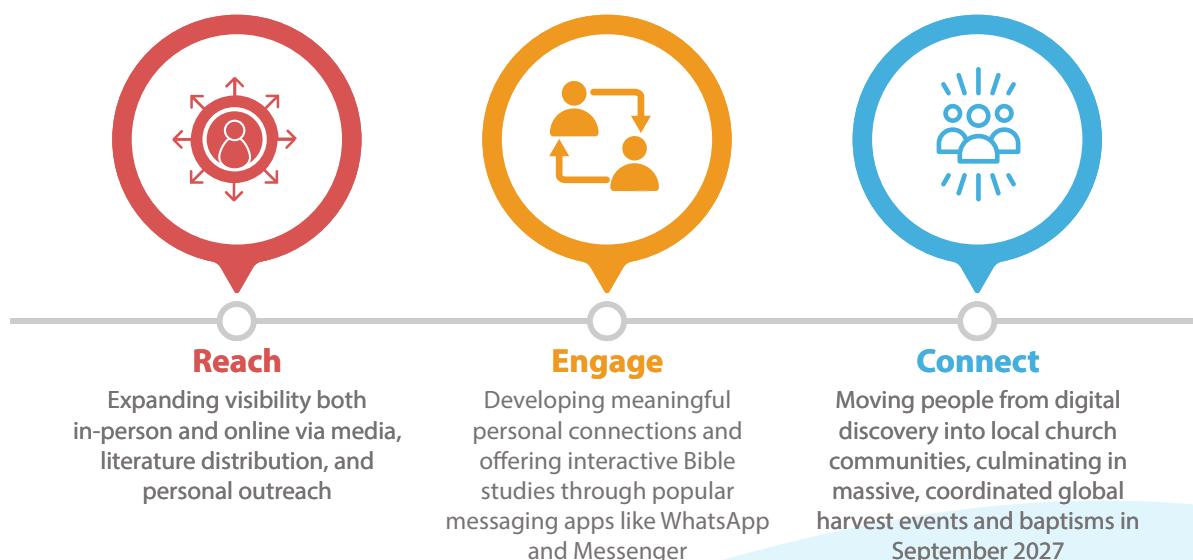 Reach
Expanding visibility both
in-person and online via media,
literature distribution, and
personal outreach
Engage
Developing meaningful
personal connections and
offering interactive Bible
studies through popular
messaging apps like WhatsApp
and Messenger
Connect
Moving people from digital
discovery into local church
communities, culminating in
massive, coordinated global
harvest events and baptisms in
September 2027